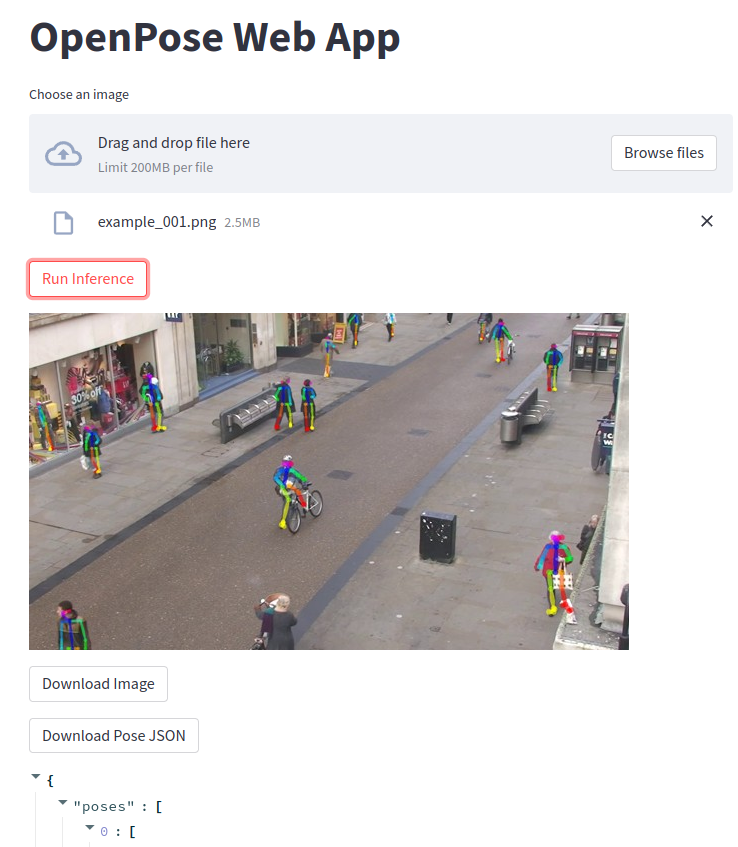 OpenPose Web App
Choose an image
Drag and drop file here
Limit 200MB per file
Browse files
example_001.png 2.5MB
Run Inference
30% off
Download Image
Download Pose JSON
{
"poses" : [
0 : [